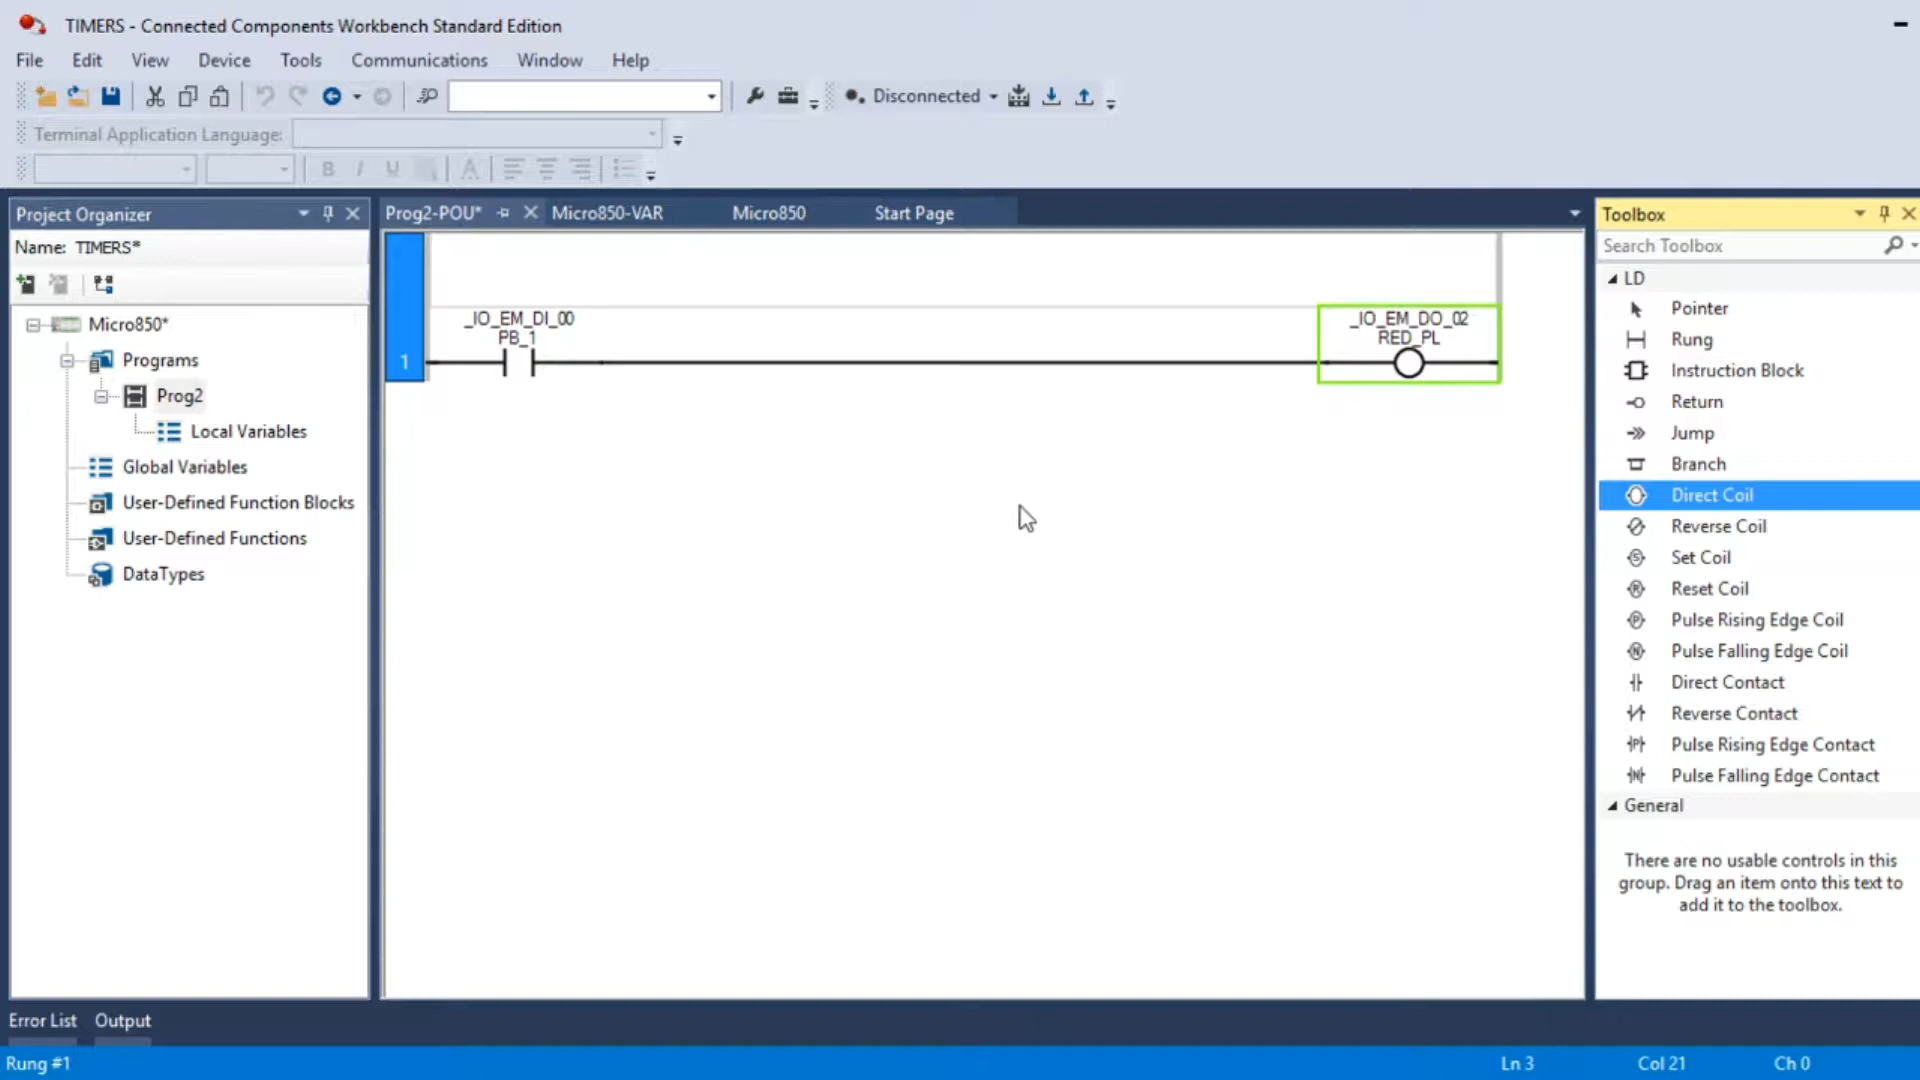 TIMERS - Connected Components Workbench Standard Edition
File Edit View Device Tools Communications Window Help
Disconnected
Terminal Application Language:
B I U A
Project Organizer
Name: TIMERS*
Micro850*
Programs
Prog2
Local Variables
Global Variables
User-Defined Function Blocks
User-Defined Functions
DataTypes
Prog2-POU* Micro850-VAR Micro850 Start Page
_IO_EM_DI_00
PB_1
_IO_EM_DO_02
RED_PL
1
Toolbox
Search Toolbox
LD
Pointer
Rung
Instruction Block
Return
Jump
Branch
Direct Coil
Reverse Coil
Set Coil
Reset Coil
Pulse Rising Edge Coil
Pulse Falling Edge Coil
Direct Contact
Reverse Contact
Pulse Rising Edge Contact
Pulse Falling Edge Contact
General
There are no usable controls in this
group. Drag an item onto this text to
add it to the toolbox.
Error List Output
Rung #1 Ln 3 Col 21 Ch 0